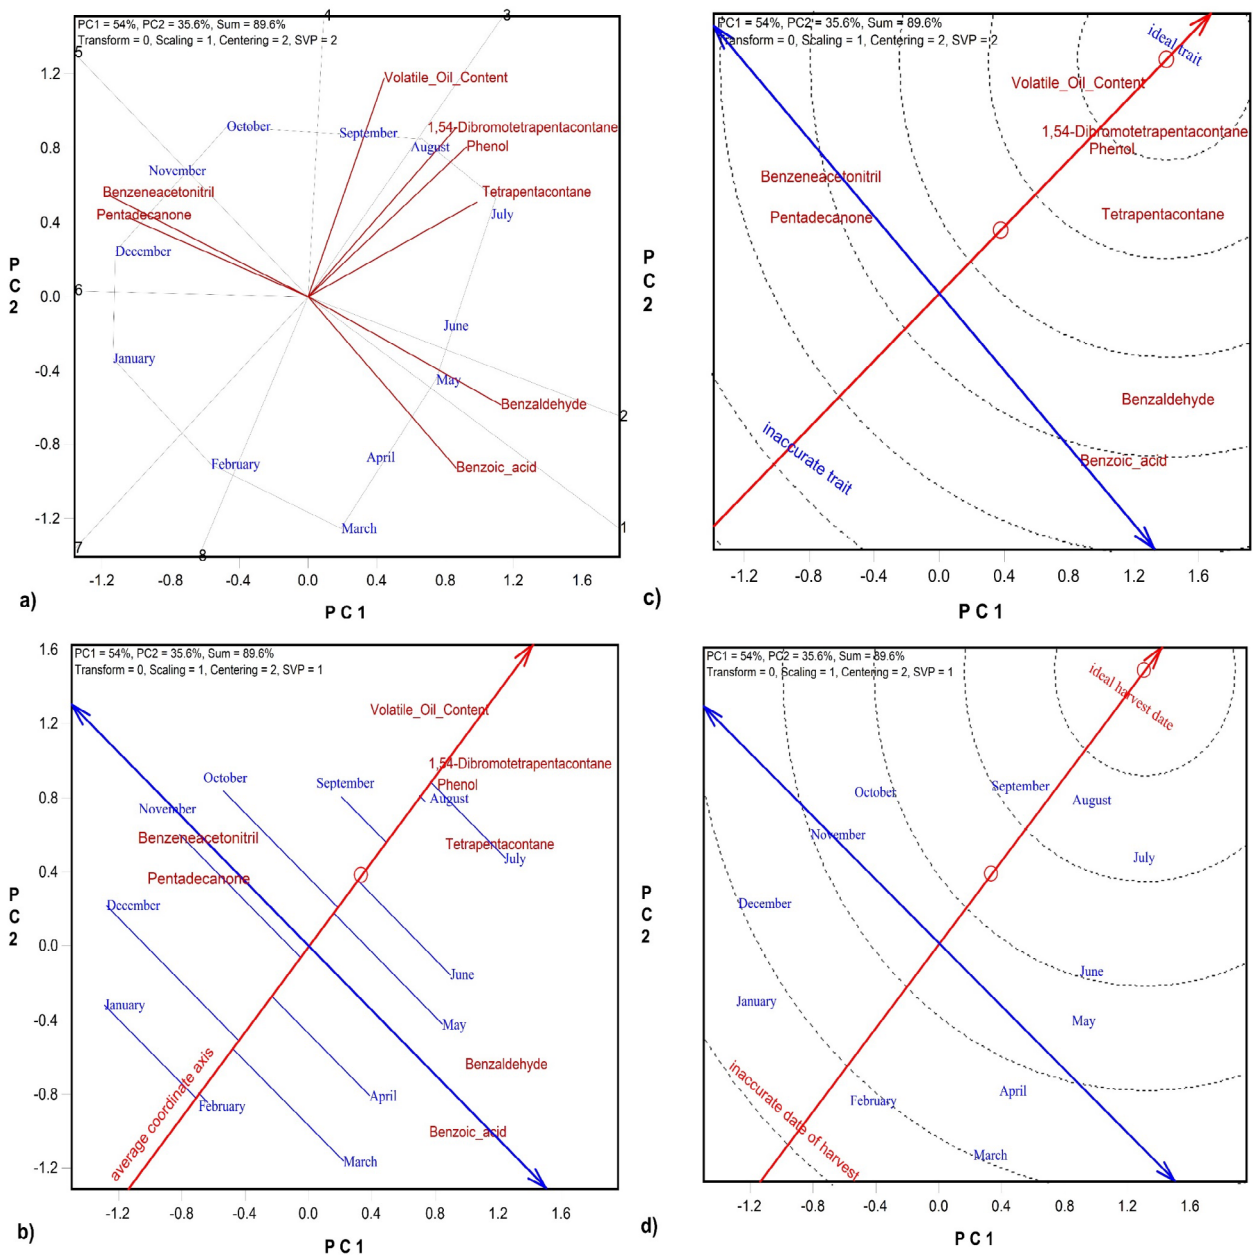 PC1 = 54%, PC2 = 35.6%, Sum = 89.6%
Transform = 0, Scaling = 1, Centering = 2, SVP = 2
4
3
5
1.2
Volatile_Oil_Content
October
September
1,54-Dibromotetrapentacontane
0.8
August
Phenol
November
Benzeneacetonitril
Tetrapentacontane
Pentadecanone
July
0.4
December
P
C
2
6
0.0
June
January
-0.4
May
Benzaldehyde
2
-0.8
February
April
Benzoic_acid
-1.2
March
1
7
8
-1.2 -0.8 -0.4 0.0 0.4 0.8 1.2 1.6
a)
P C 1
PC1 = 54%, PC2 = 35.6%, Sum = 89.6%
Transform = 0, Scaling = 1, Centering = 2, SVP = 2
ideal trait
Volatile_Oil_Content
1,54-Dibromotetrapentacontane
Phenol
Benzeneacetonitril
Pentadecanone
Tetrapentacontane
P
C
2
Benzaldehyde
inaccurate trait
Benzoic_acid
-1.2 -0.8 -0.4 0.0 0.4 0.8 1.2 1.6
c)
P C 1
1.6
PC1 = 54%, PC2 = 35.6%, Sum = 89.6%
Transform = 0, Scaling = 1, Centering = 2, SVP = 1
Volatile_Oil_Content
1.2
1,54-Dibromotetrapentacontane
October
September
Phenol
0.8
August
November
Benzeneacetonitril
Tetrapentacontane
July
0.4
Pentadecanone
P
C
2
December
0.0
June
January
-0.4
May
Benzaldehyde
-0.8
April
February
average coordinate axis
Benzoic_acid
-1.2
March
-1.2 -0.8 -0.4 0.0 0.4 0.8 1.2 1.6
b)
P C 1
PC1 = 54%, PC2 = 35.6%, Sum = 89.6%
Transform = 0, Scaling = 1, Centering = 2, SVP = 1
ideal harvest date
October
September
August
November
July
P
C
2
December
June
January
May
April
February
inaccurate date of harvest
March
-1.2 -0.8 -0.4 0.0 0.4 0.8 1.2 1.6
d)
P C 1